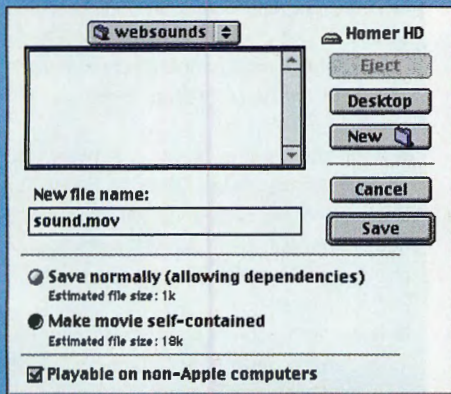 websounds
Homer HD
Eject
Desktop
New
New file name:
sound.mov
Cancel
Save
Save normally (allowing dependencies)
Estimated file size: 1k
Make movie self-contained
Estimated file size: 18k
Playable on non-Apple computers